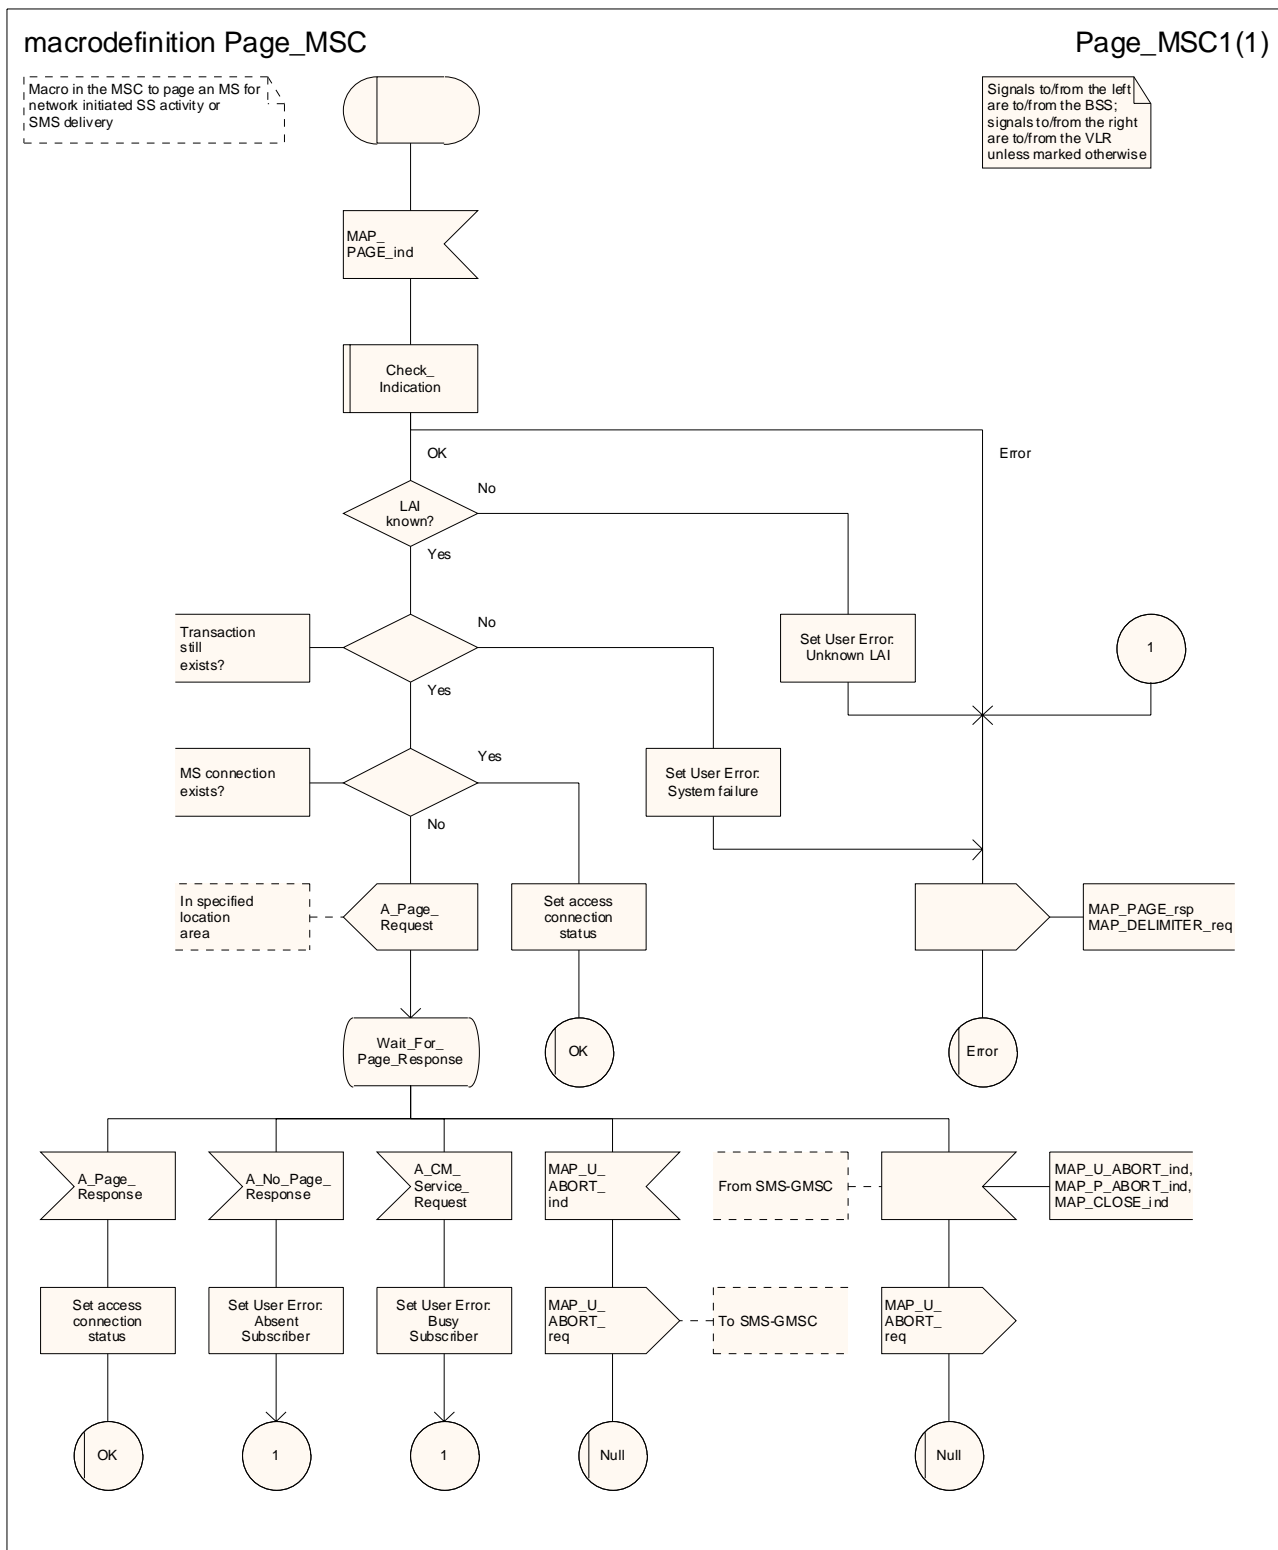 macrodefinition Page_MSC
Page_MSC1(1)
Macro in the MSC to page an MS for
network initiated SS activity or
SMS delivery
Signals to/from the left
are to/from the BSS;
signals to/from the right
are to/from the VLR
unless marked otherwise
MAP_
PAGE_ind
Check_
Indication
OK
Error
LAI
known?
No
Yes
Transaction
still
exists?
No
Yes
Set User Error:
Unknown LAI
1
MS connection
exists?
Yes
No
Set User Error:
System failure
In specified
location
area
A_Page_
Request
Set access
connection
status
MAP_PAGE_rsp
MAP_DELIMITER_req
Wait_For_
Page_Response
OK
Error
A_Page_
Response
A_No_Page_
Response
A_CM_
Service_
Request
MAP_U_
ABORT_
ind
From SMS-GMSC
MAP_U_ABORT_ind,
MAP_P_ABORT_ind,
MAP_CLOSE_ind
Set access
connection
status
Set User Error:
Absent
Subscriber
Set User Error:
Busy
Subscriber
MAP_U_
ABORT_
req
To SMS-GMSC
MAP_U_
ABORT_
req
OK
1
1
Null
Null